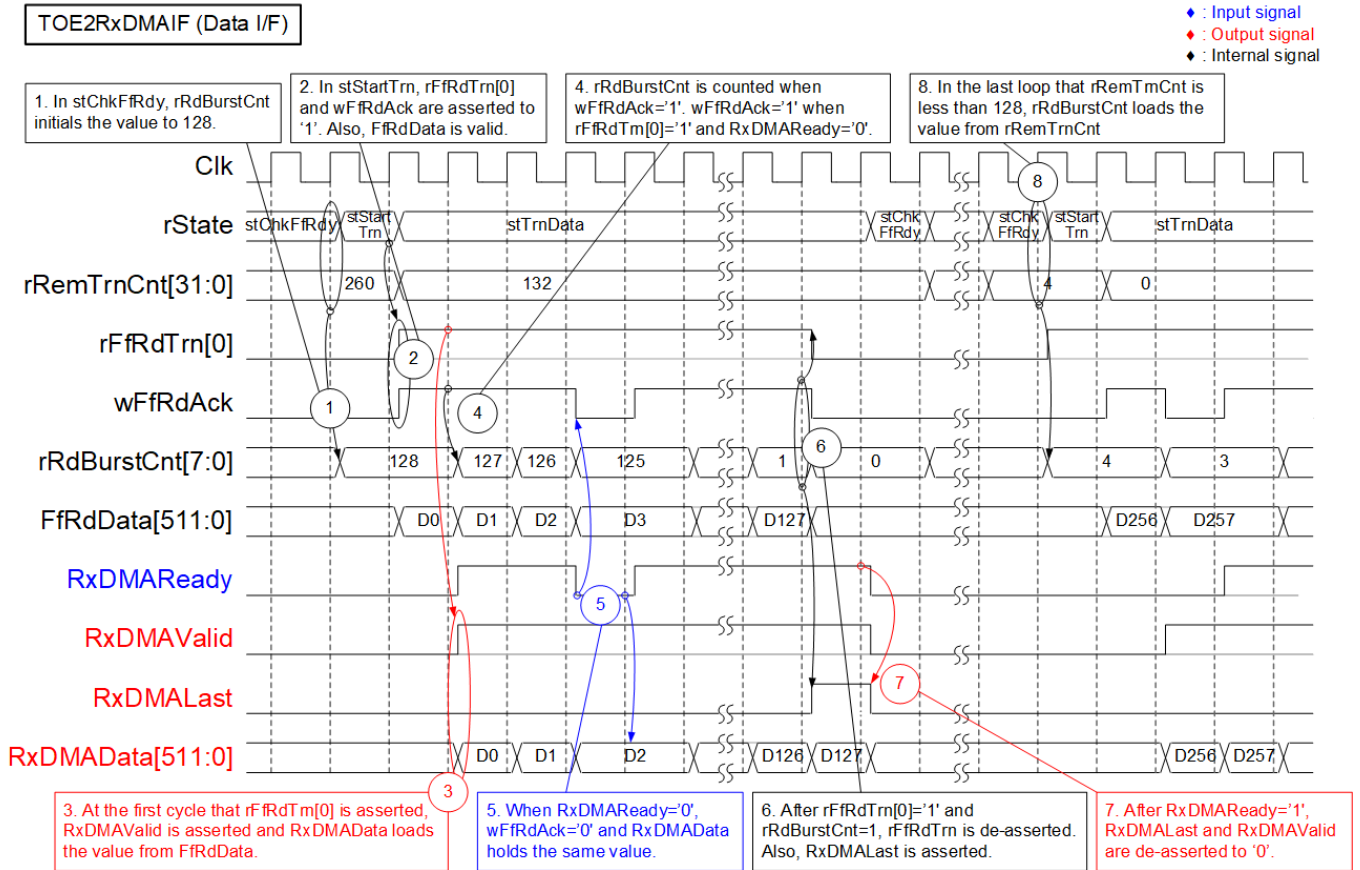 TOE2RxDMAIF (Data I/F)
♦ : Input signal
♦ : Output signal
♦ : Internal signal
1. In stChkFfRdy, rRdBurstCnt
initials the value to 128.
2. In stStartTrn, rFfRdTrn[0]
and wFfRdAck are asserted to
‘1’. Also, FfRdData is valid.
4. rRdBurstCnt is counted when
wFfRdAck=’1’. wFfRdAck=’1’ when
rFfRdTrn[0]=’1’ and RxDMAReady=’0’.
8. In the last loop that rRemTrnCnt is
less than 128, rRdBurstCnt loads the
value from rRemTrnCnt
Clk
8
rState
stChkFfRdy
stStart
Trn
stTrnData
stChk
FfRdy
stChk
FfRdy
stStart
Trn
stTrnData
rRemTrnCnt[31:0]
260
132
4
0
rFfRdTrn[0]
2
wFfRdAck
1
4
6
rRdBurstCnt[7:0]
128
127
126
125
1
0
4
3
FfRdData[511:0]
D0
D1
D2
D3
D127
D256
D257
RxDMAReady
5
RxDMAValid
RxDMALast
7
RxDMAData[511:0]
D0
D1
D2
D126
D127
D256
D257
3
3. At the first cycle that rFfRdTrn[0] is asserted,
RxDMAValid is asserted and RxDMAData loads
the value from FfRdData.
5. When RxDMAReady=’0’,
wFfRdAck=’0’ and RxDMAData
holds the same value.
6. After rFfRdTrn[0]=’1’ and
rRdBurstCnt=1, rFfRdTrn is de-asserted.
Also, RxDMALast is asserted.
7. After RxDMAReady=’1’,
RxDMALast and RxDMAValid
are de-asserted to ‘0’.